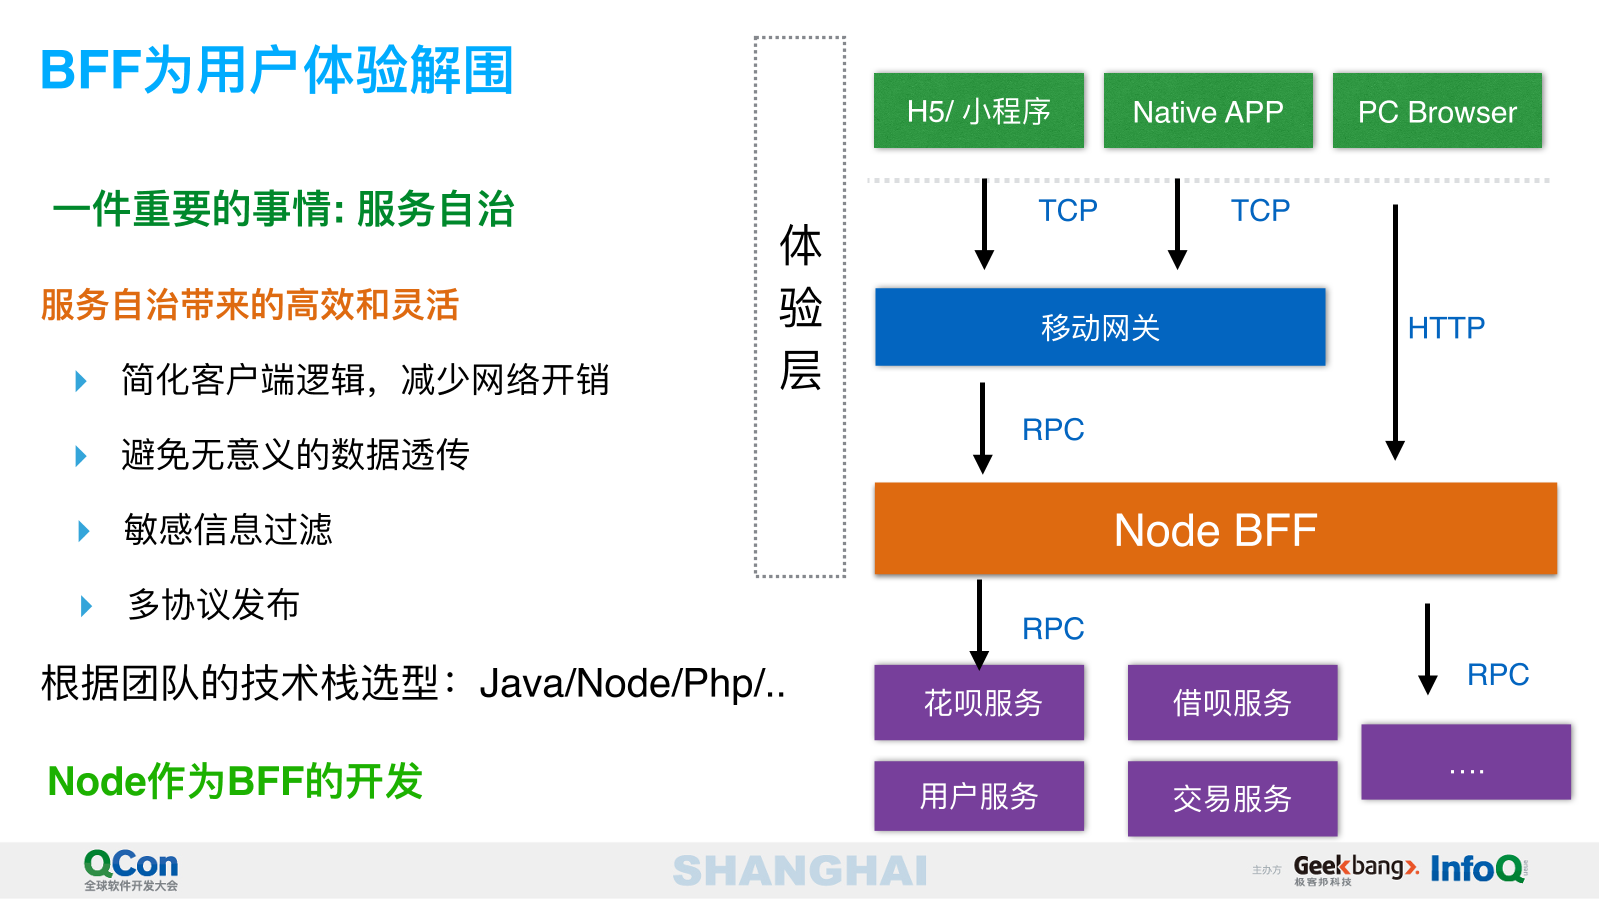 BFF为用户体验解围
一件重要的事情: 服务自治
服务自治带来的高效和灵活
简化客户端逻辑，减少网络开销
避免无意义的数据透传
敏感信息过滤
多协议发布
根据团队的技术栈选型：Java/Node/Php/..
Node作为BFF的开发
体
验
层
H5/ 小程序
Native APP
PC Browser
TCP
TCP
移动网关
HTTP
RPC
Node BFF
RPC
RPC
花呗服务
借呗服务
....
用户服务
交易服务
QCon
全球软件开发大会
SHANGHAI
主办方
Geekbang>.
极客邦科技
InfoQ